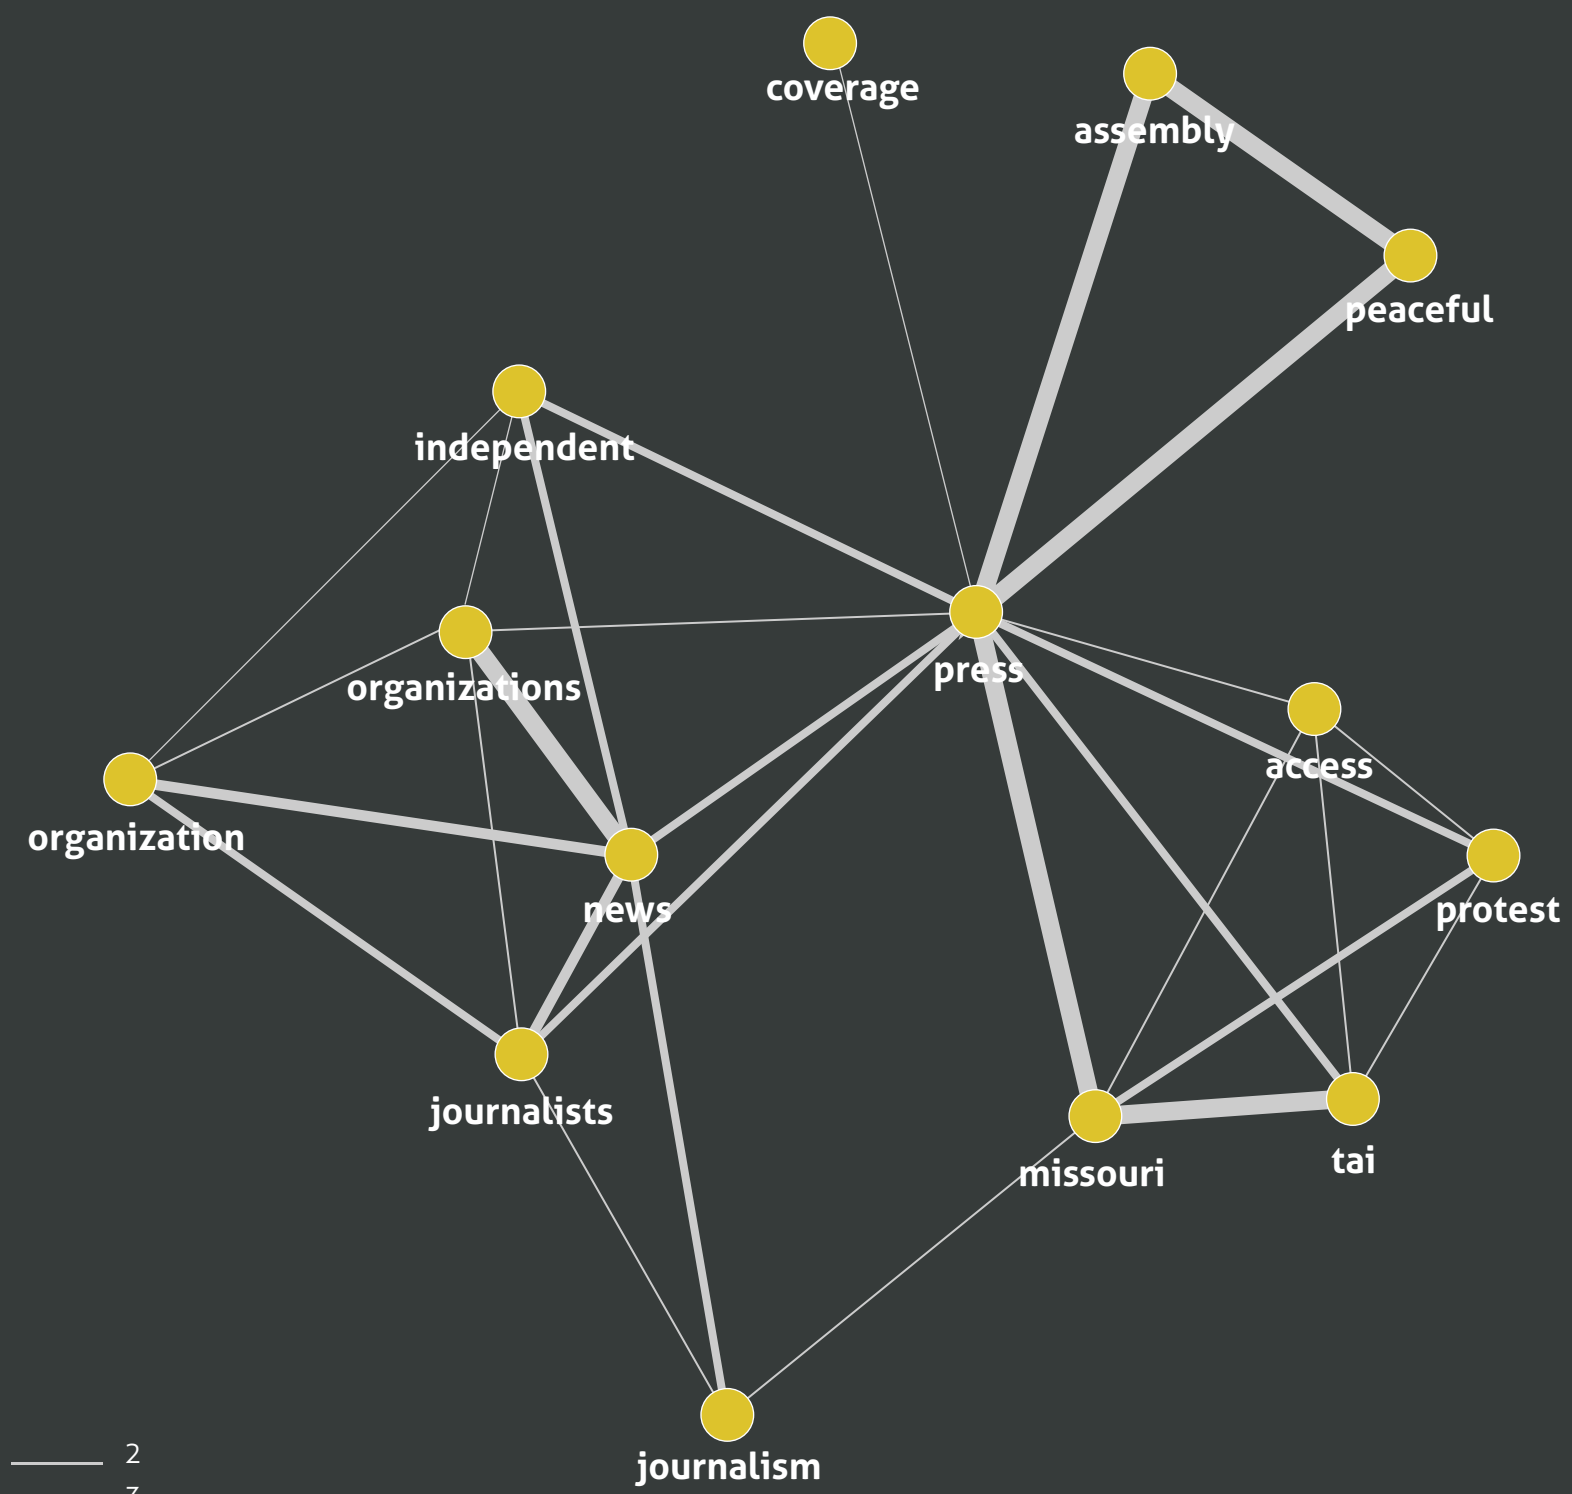 coverage
assembly
peaceful
independent
organizations
press
access
organization
news
protest
journalists
missouri
tai
2
journalism